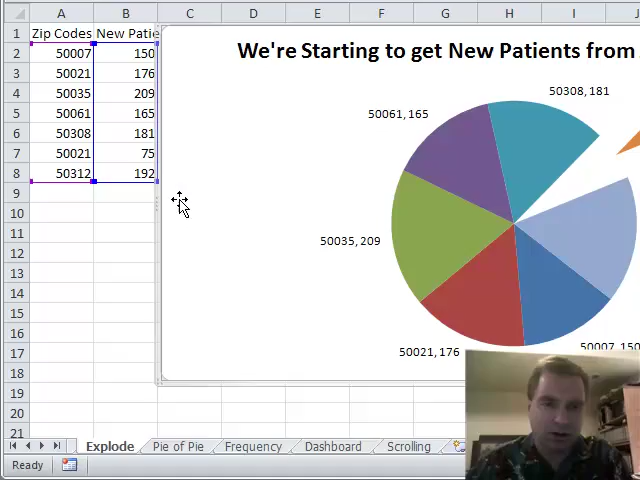 A B C D E F G H I J
1 Zip Codes New Patie
2 50007 150
3 50021 176
4 50035 209
5 50061 165
6 50308 181
7 50021 75
8 50312 192
9
10
11
12
13
14
15
16
17
18
19
20
21
We're Starting to get New Patients from
50308, 181
50061, 165
50035, 209
50021, 176
50007, 150
Explode Pie of Pie Frequency Dashboard Scrolling
Ready